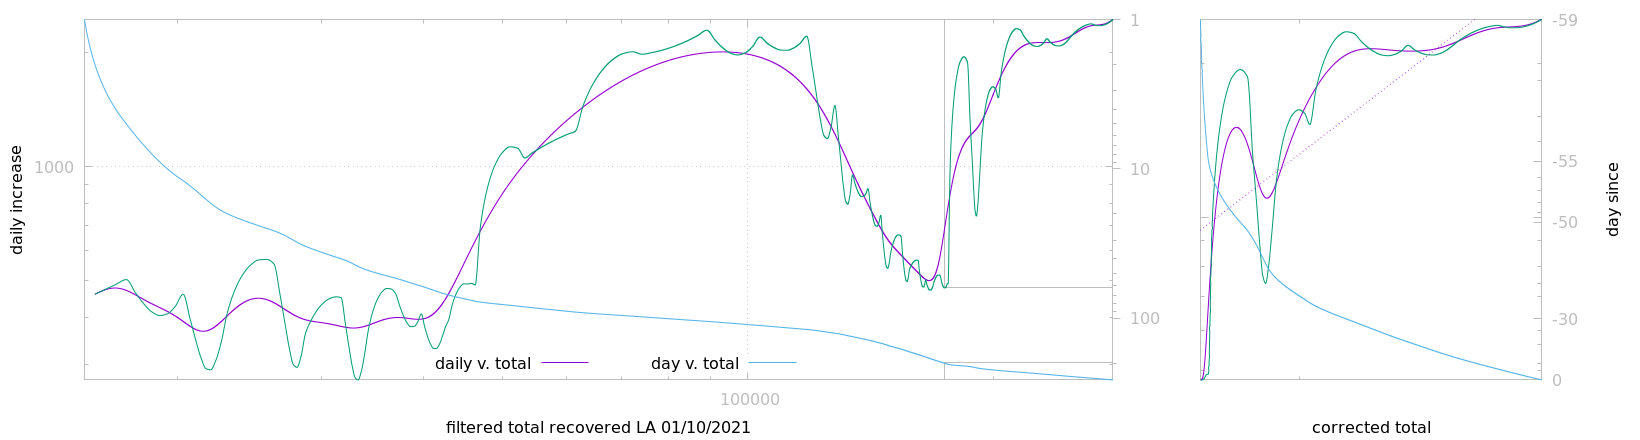 daily increase
1000
daily v. total
day v. total
100000
filtered total recovered LA 01/10/2021
1
10
100
-59
-55
-50
-30
0
day since
corrected total